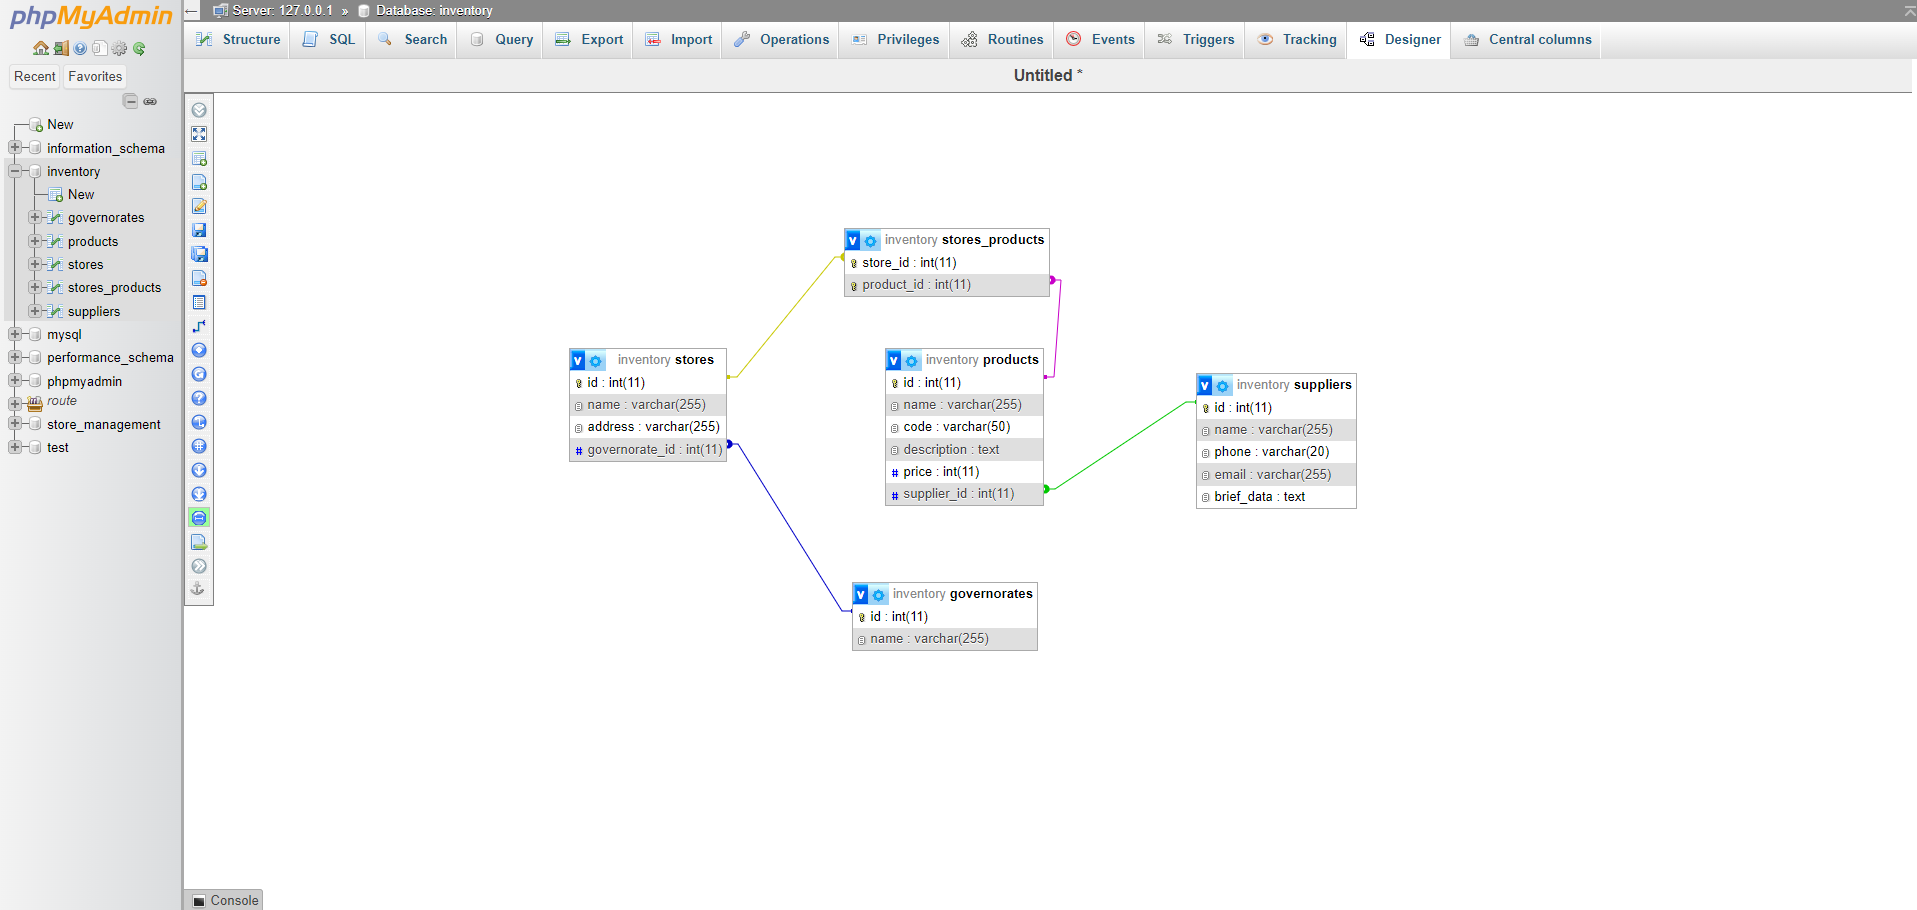 phpMyAdmin
Recent
Favorites
New
information_schema
inventory
New
governorates
products
stores
stores_products
suppliers
mysql
performance_schema
phpmyadmin
route
store_management
test
← Server: 127.0.0.1 » Database: inventory
Structure SQL Search Query Export Import Operations Privileges Routines Events Triggers Tracking Designer Central columns
Untitled *
v inventory stores_products
store_id : int(11)
product_id : int(11)
v inventory stores
id : int(11)
name : varchar(255)
address : varchar(255)
# governorate_id : int(11)
v inventory products
id : int(11)
name : varchar(255)
code : varchar(50)
description : text
# price : int(11)
# supplier_id : int(11)
v inventory suppliers
id : int(11)
name : varchar(255)
phone : varchar(20)
email : varchar(255)
brief_data : text
v inventory governorates
id : int(11)
name : varchar(255)
Console